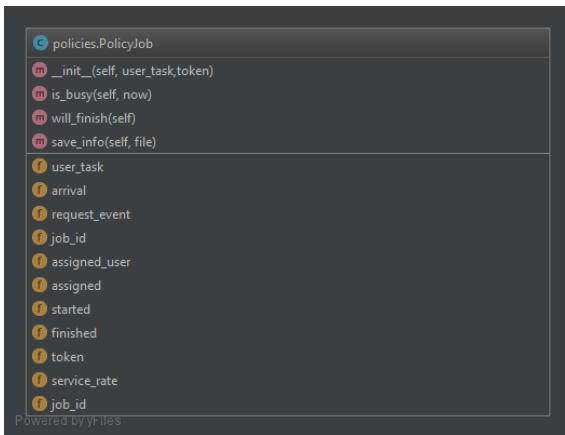 policies.PolicyJob
__init__(self, user_task,token)
is_busy(self, now)
will_finish(self)
save_info(self, file)
user_task
arrival
request_event
job_id
assigned_user
assigned
started
finished
token
service_rate
job_id
Powered by yFiles